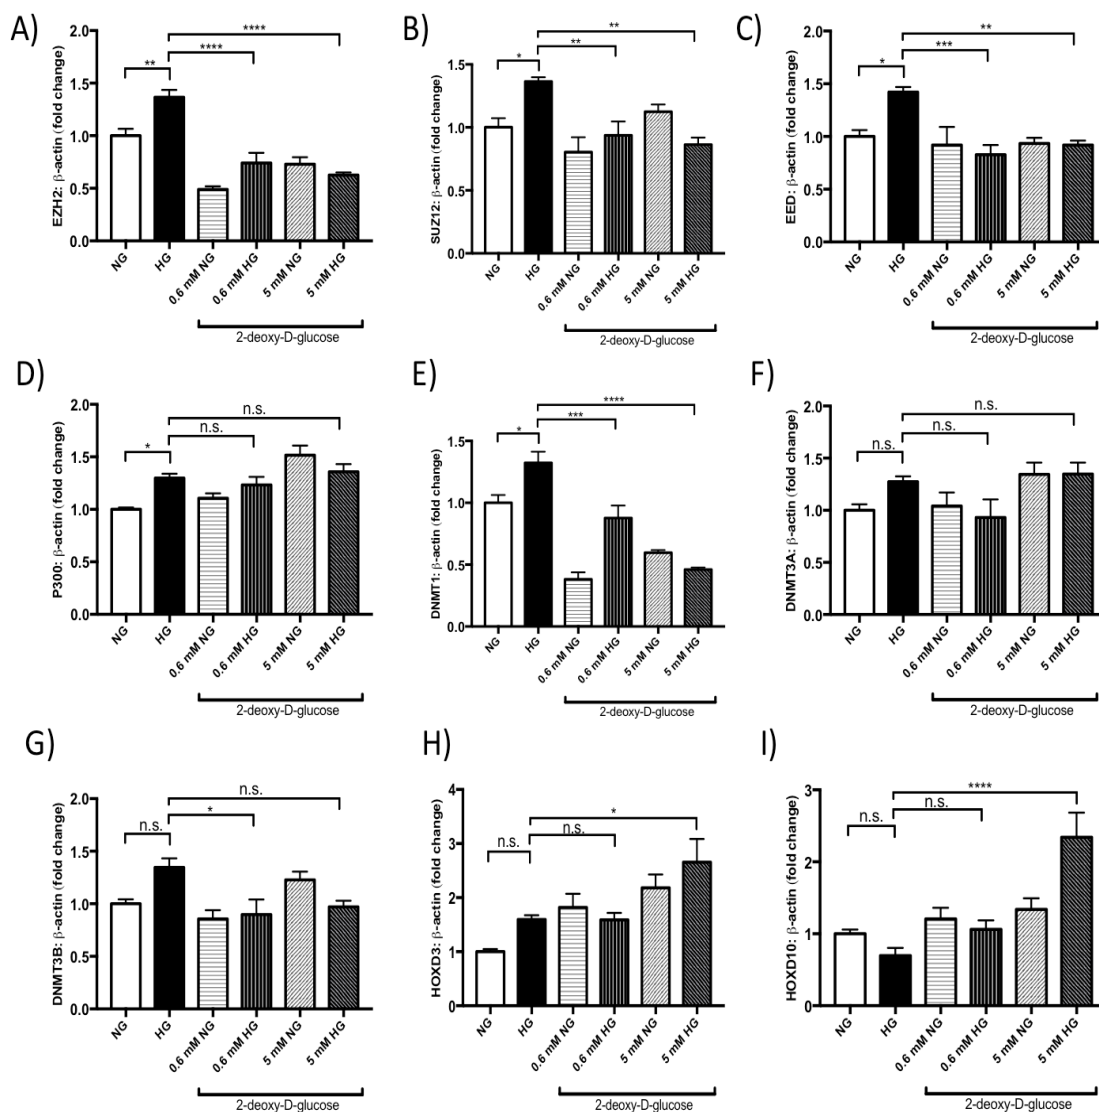 A)
EZH2: β-actin (fold change)
2.0
1.5
1.0
0.5
0.0
****
****
**
NG
HG
0.6 mM NG
0.6 mM HG
5 mM NG
5 mM HG
2-deoxy-D-glucose
B)
SUZ12: β-actin (fold change)
1.5
1.0
0.5
0.0
**
**
*
NG
HG
0.6 mM NG
0.6 mM HG
5 mM NG
5 mM HG
2-deoxy-D-glucose
C)
EED: β-actin (fold change)
2.0
1.5
1.0
0.5
0.0
**
***
*
NG
HG
0.6 mM NG
0.6 mM HG
5 mM NG
5 mM HG
2-deoxy-D-glucose
D)
P300: β-actin (fold change)
2.0
1.5
1.0
0.5
0.0
n.s.
n.s.
*
NG
HG
0.6 mM NG
0.6 mM HG
5 mM NG
5 mM HG
2-deoxy-D-glucose
E)
DNMT1: β-actin (fold change)
1.5
1.0
0.5
0.0
****
***
*
NG
HG
0.6 mM NG
0.6 mM HG
5 mM NG
5 mM HG
2-deoxy-D-glucose
F)
DNMT3A: β-actin (fold change)
2.0
1.5
1.0
0.5
0.0
n.s.
n.s.
n.s.
NG
HG
0.6 mM NG
0.6 mM HG
5 mM NG
5 mM HG
2-deoxy-D-glucose
G)
DNMT3B: β-actin (fold change)
2.0
1.5
1.0
0.5
0.0
n.s.
*
n.s.
NG
HG
0.6 mM NG
0.6 mM HG
5 mM NG
5 mM HG
2-deoxy-D-glucose
H)
HOXD3: β-actin (fold change)
4
3
2
1
0
*
n.s.
n.s.
NG
HG
0.6 mM NG
0.6 mM HG
5 mM NG
5 mM HG
2-deoxy-D-glucose
I)
HOXD10: β-actin (fold change)
3
2
1
0
****
n.s.
n.s.
NG
HG
0.6 mM NG
0.6 mM HG
5 mM NG
5 mM HG
2-deoxy-D-glucose